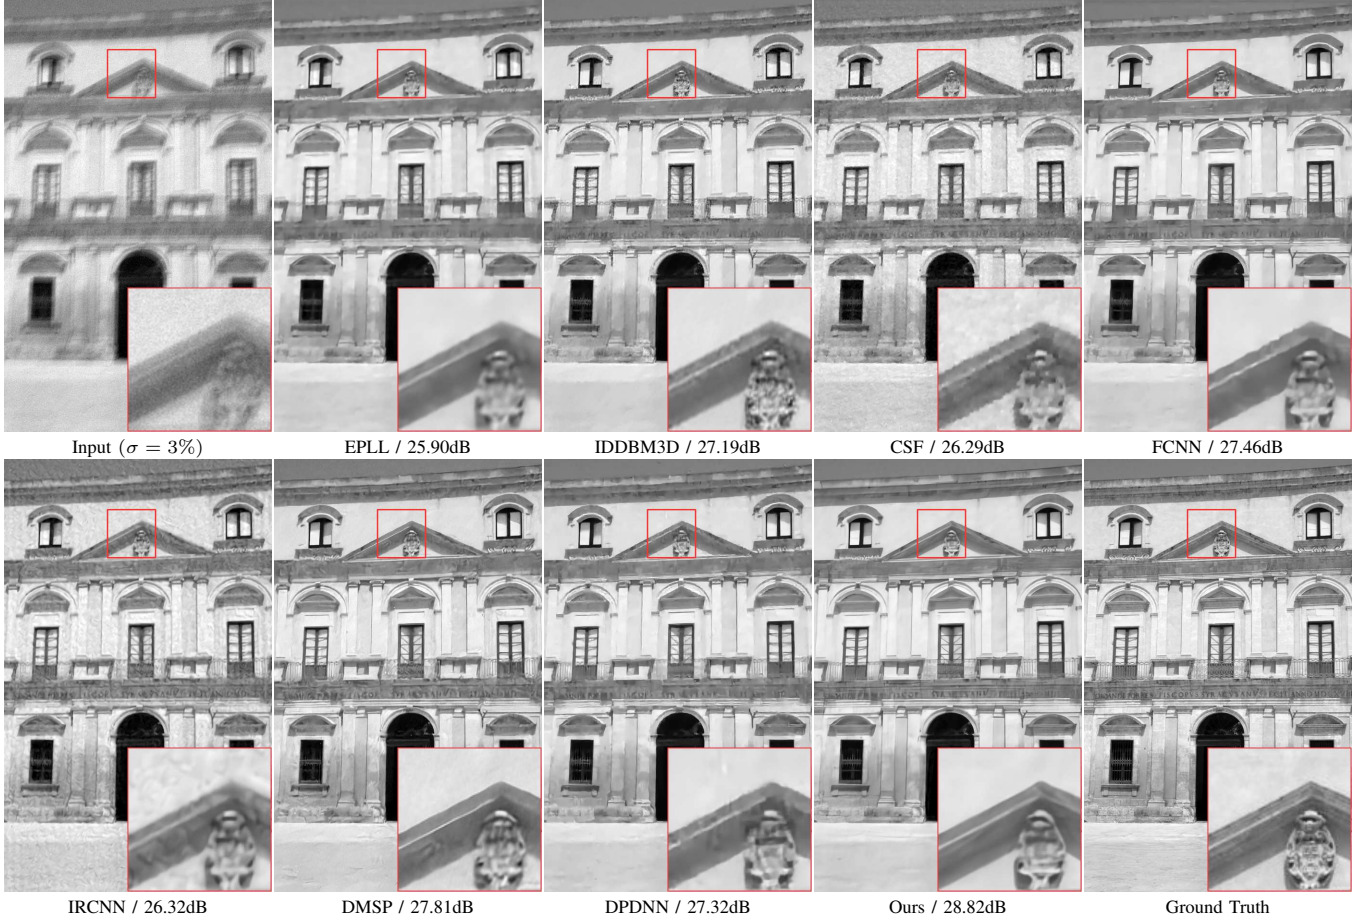 Input (σ = 3%)
EPLL / 25.90dB
IDDBM3D / 27.19dB
CSF / 26.29dB
FCNN / 27.46dB
IRCNN / 26.32dB
DMSP / 27.81dB
DPDNN / 27.32dB
Ours / 28.82dB
Ground Truth